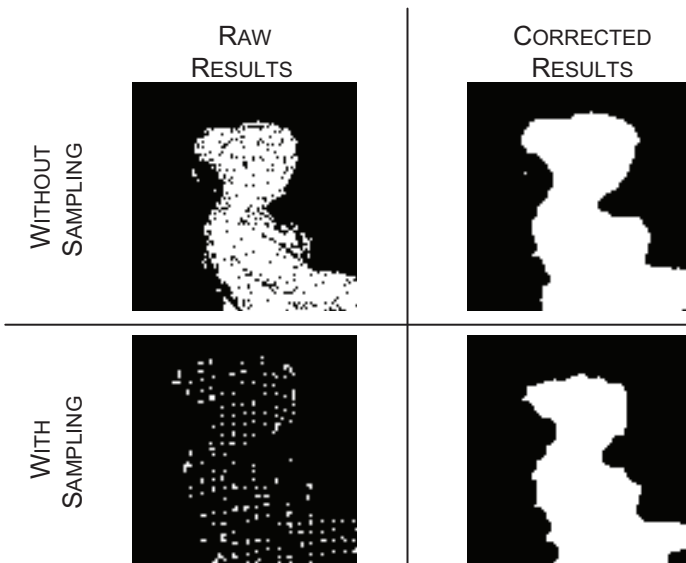 RAW
RESULTS
CORRECTED
RESULTS
WITHOUT
SAMPLING
WITH
SAMPLING